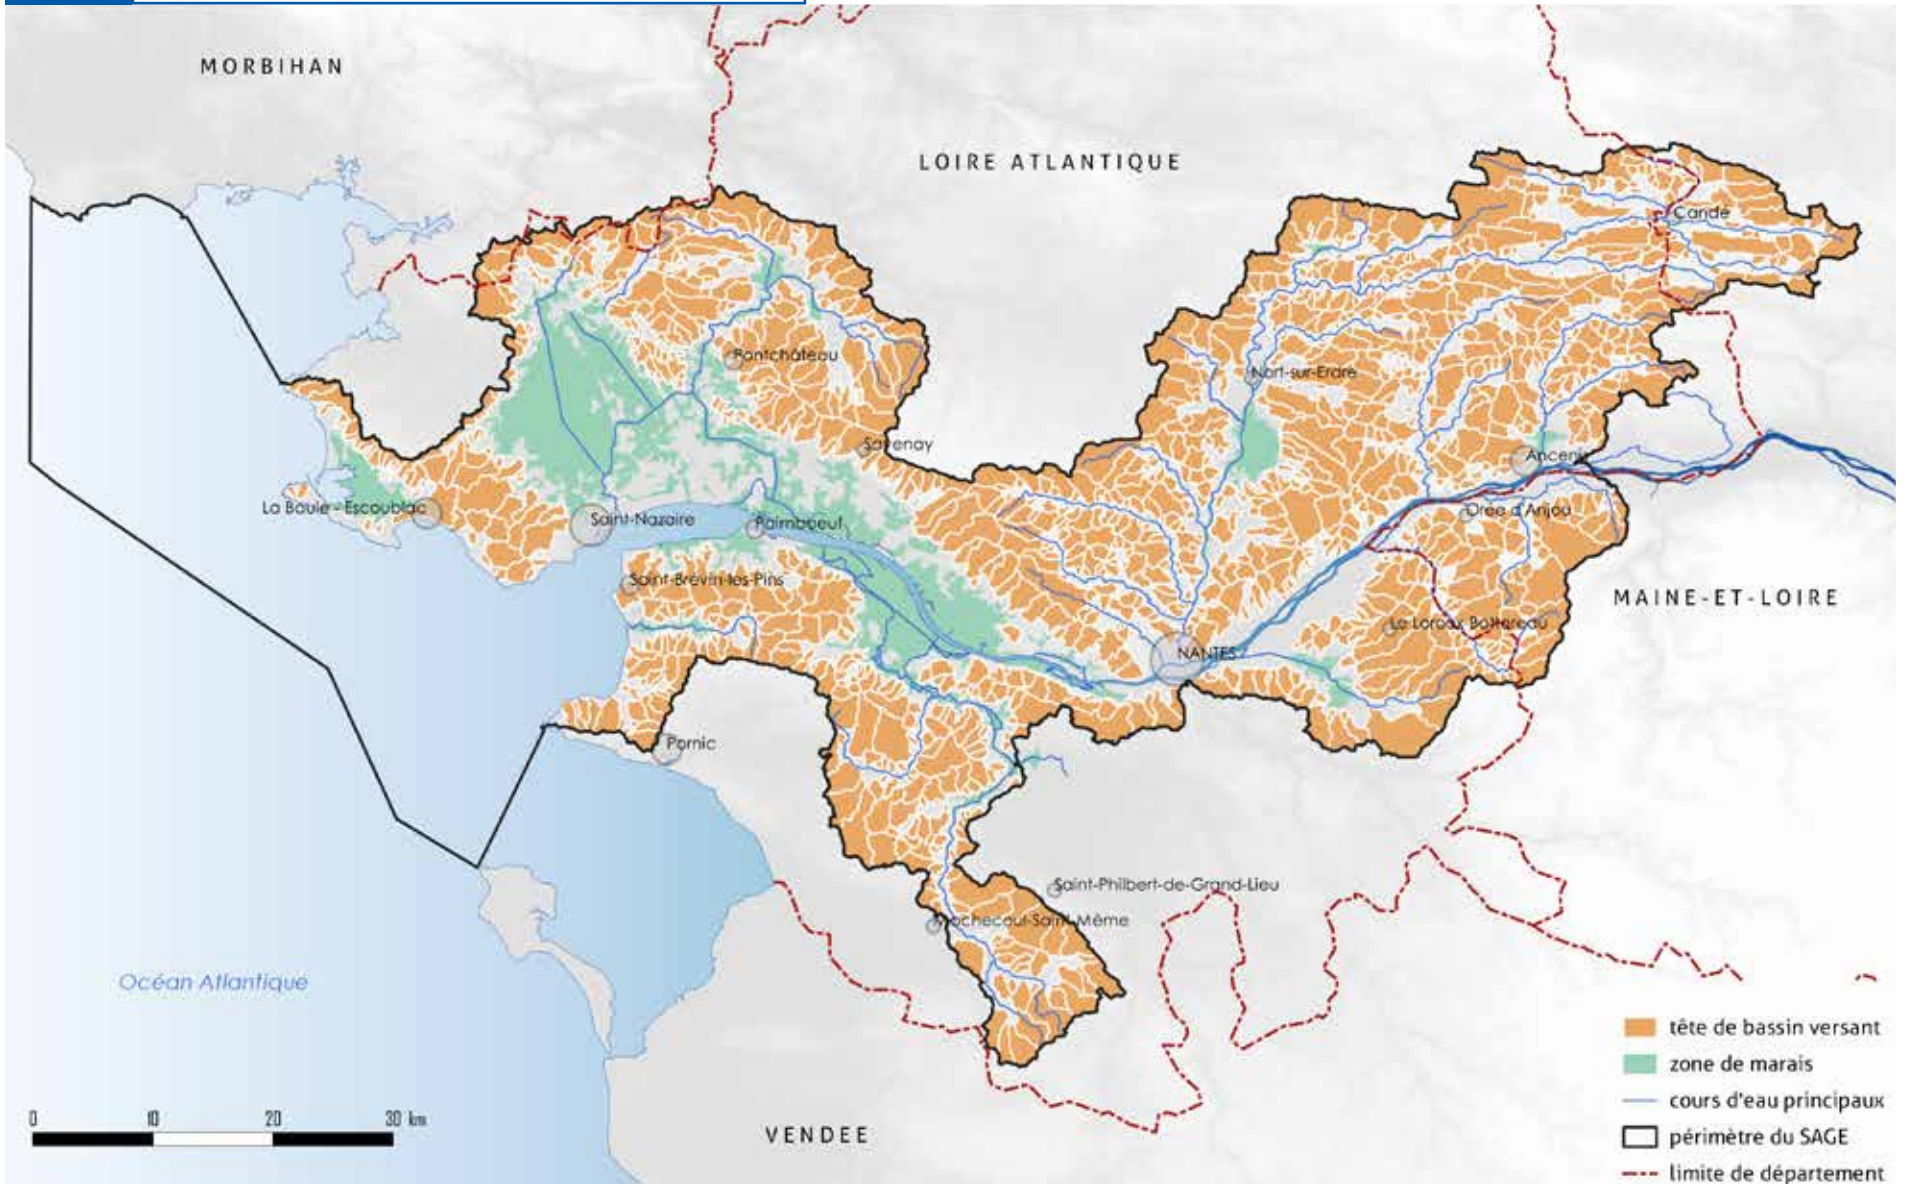 MORBIHAN
LOIRE ATLANTIQUE
Candé
Pontchâteau
Nort-sur-Erdre
Savenay
Ancenis
La Baule - Escoublac
Saint-Nazaire
Paimboeuf
Orée d'Anjou
Saint-Brévin-les-Pins
MAINE-ET-LOIRE
Le Loroux Bottereau
NANTES
Pornic
Saint-Philbert-de-Grand-Lieu
Machecoul-Saint-Même
Océan Atlantique
tête de bassin versant
zone de marais
cours d'eau principaux
périmètre du SAGE
limite de département
0 10 20 30 km
VENDEE